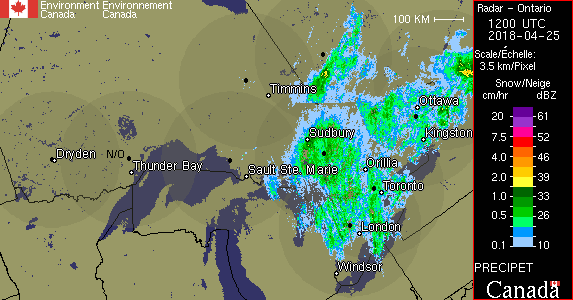 Environment Environnement
Canada Canada
100 KM
Timmins
Ottawa
Sudbury
Kingston
Dryden
N/O
Thunder Bay
Sault Ste. Marie
Orillia
Toronto
London
Windsor
Radar - Ontario
1200 UTC
2018-04-25
Scale/Échelle:
3.5 km/Pixel
Snow/Neige
cm/hr dBZ
20 61
7.5 57
5.0 52
4.0 46
2.0 39
1.0 33
0.5 26
0.1 10
PRECIPET
Canada